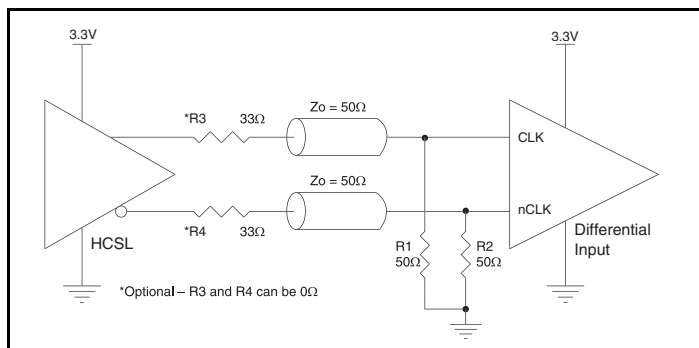 3.3V
3.3V
*R3 33Ω
Zo = 50Ω
CLK
Zo = 50Ω
nCLK
*R4 33Ω
HCSL
R1
50Ω
R2
50Ω
Differential
Input
*Optional – R3 and R4 can be 0Ω